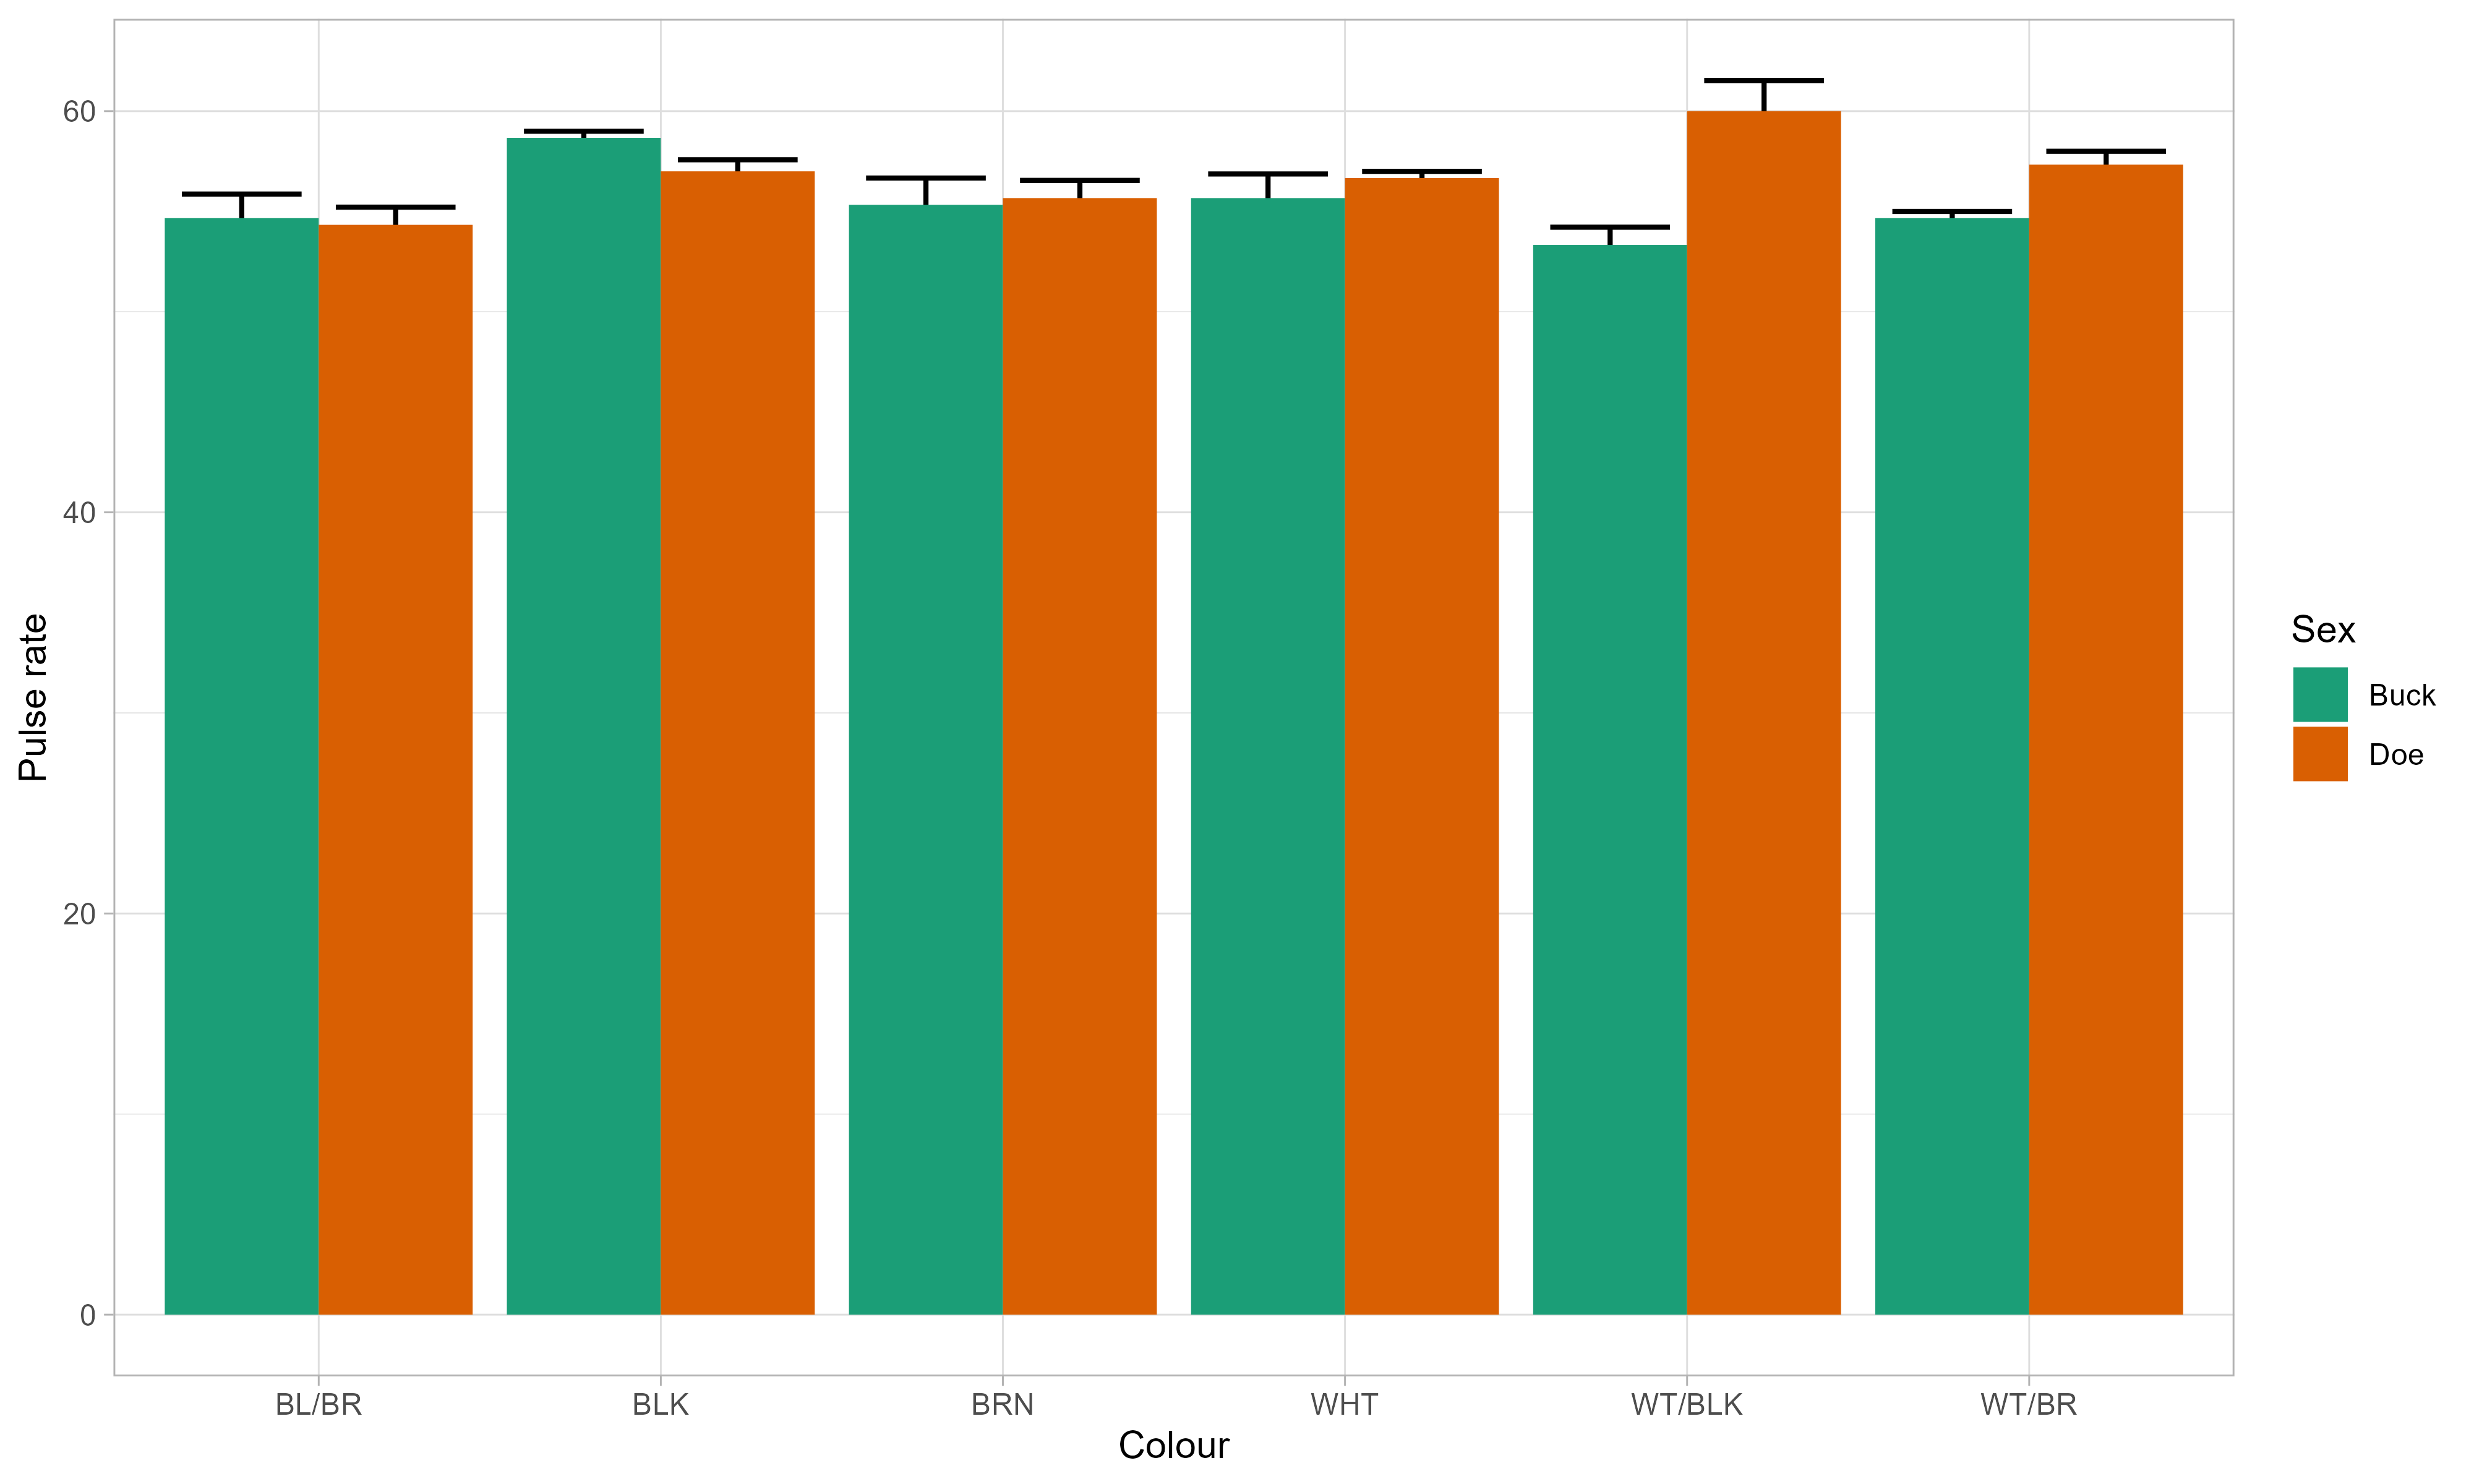 60
40
20
0
Pulse rate
BL/BR
BLK
BRN
WHT
WT/BLK
WT/BR
Colour
Sex
Buck
Doe